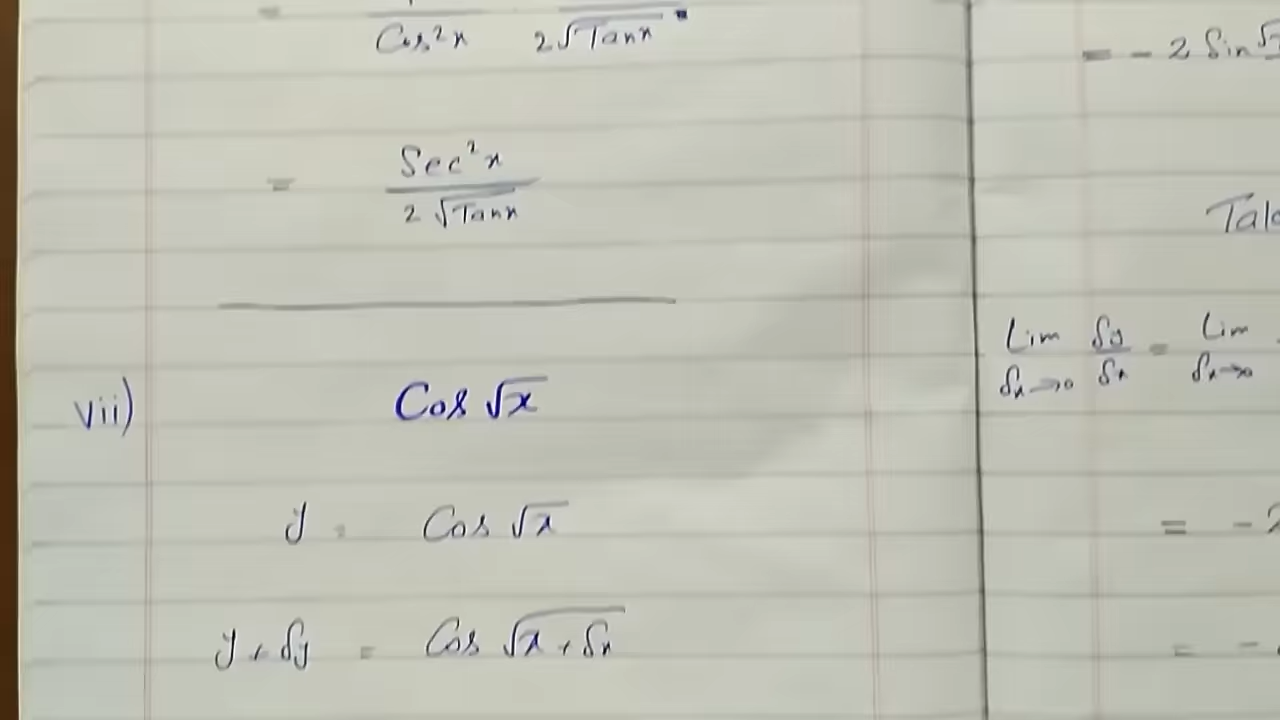 = Cos²x 2√Tanx
= Sec²x / 2√Tanx
vii) Cos √x
y = Cos √x
y + δy = Cos √x + δx
= - 2 Sin
Lim δx→0 δy/δx = Lim δx→0
= - 2
= -